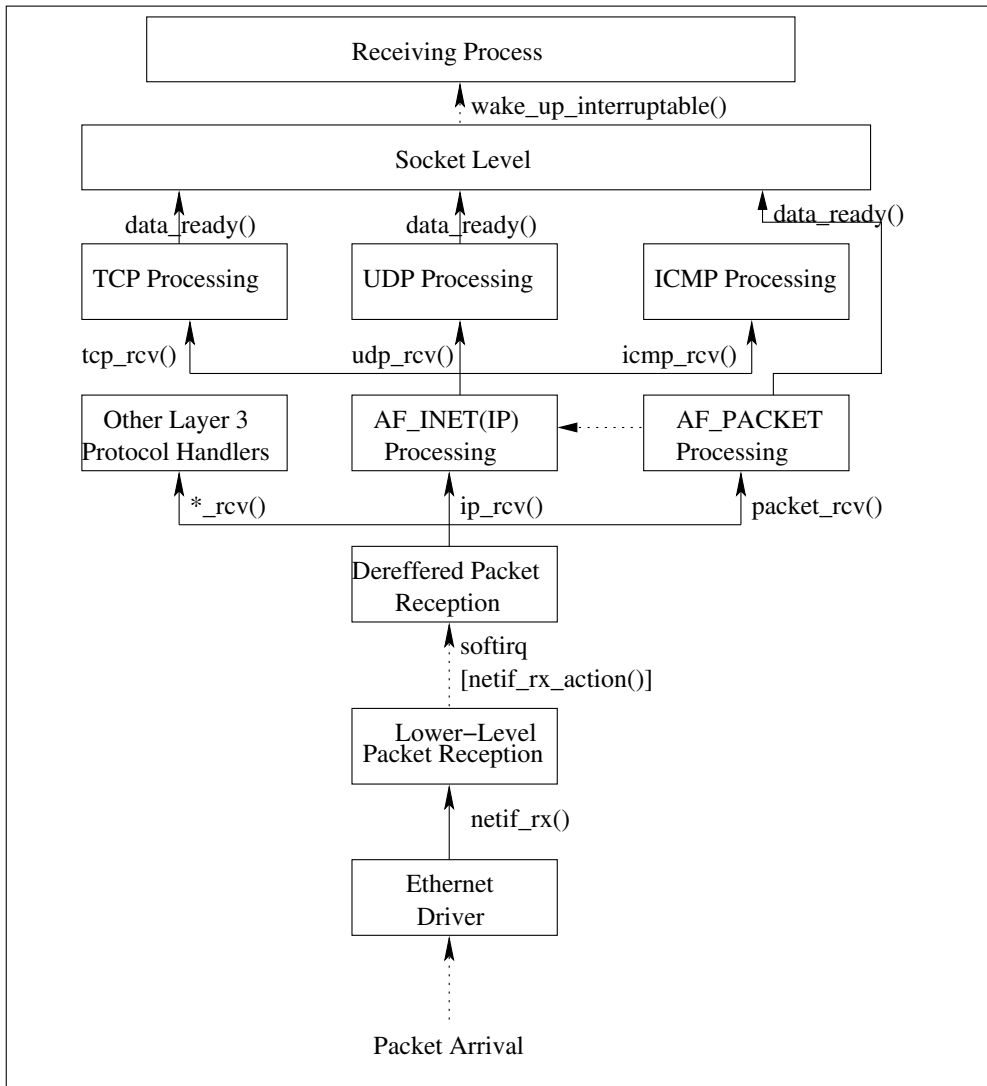 Receiving Process
wake_up_interruptable()
Socket Level
data_ready()
data_ready()
data_ready()
TCP Processing
UDP Processing
ICMP Processing
tcp_rcv()
udp_rcv()
icmp_rcv()
Other Layer 3
Protocol Handlers
AF_INET(IP)
Processing
AF_PACKET
Processing
*_rcv()
ip_rcv()
packet_rcv()
Dereffered Packet
Reception
softirq
[netif_rx_action()]
Lower−Level
Packet Reception
netif_rx()
Ethernet
Driver
Packet Arrival